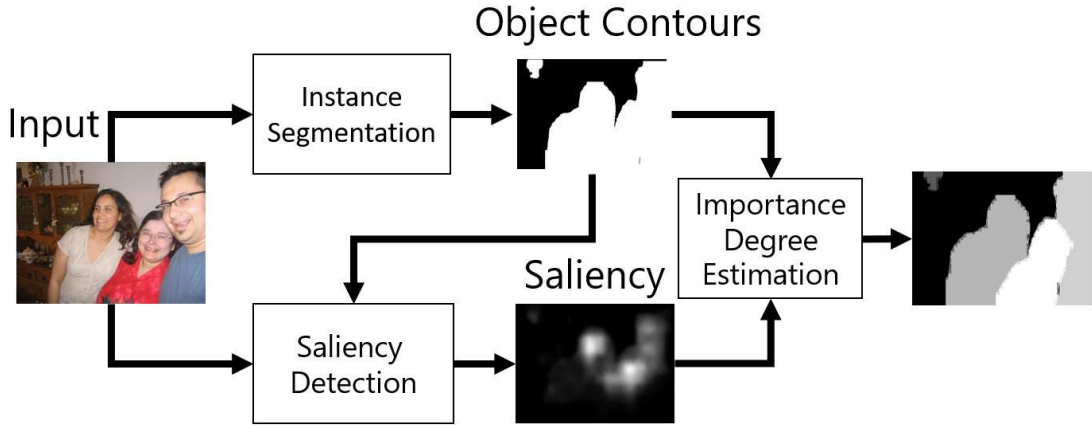 Object Contours
Input
Instance
Segmentation
Importance
Degree
Estimation
Saliency
Saliency
Detection